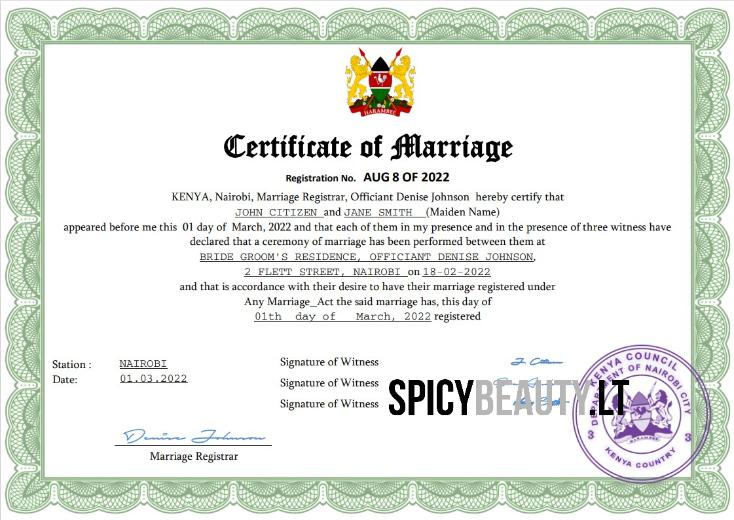 HARAMBEE
Certificate of Marriage
Registration No. AUG 8 OF 2022
KENYA, Nairobi, Marriage Registrar, Officiant Denise Johnson hereby certify that
JOHN CITIZEN and JANE SMITH (Maiden Name)
appeared before me this 01 day of March, 2022 and that each of them in my presence and in the presence of three witness have
declared that a ceremony of marriage has been performed between them at
BRIDE GROOM'S RESIDENCE, OFFICIANT DENISE JOHNSON,
2 FLETT STREET, NAIROBI on 18-02-2022
and that is accordance with their desire to have their marriage registered under
Any Marriage_Act the said marriage has, this day of
01th day of March, 2022 registered
Station : NAIROBI
Date: 01.03.2022
Signature of Witness
Signature of Witness
Signature of Witness
SPICYBEAUTY.LT
Denise Johnson
Marriage Registrar
KENYA COUNCIL
DEPARTMENT OF NAIROBI CITY
3 3
HARAMBEE
KENYA COUNTRY